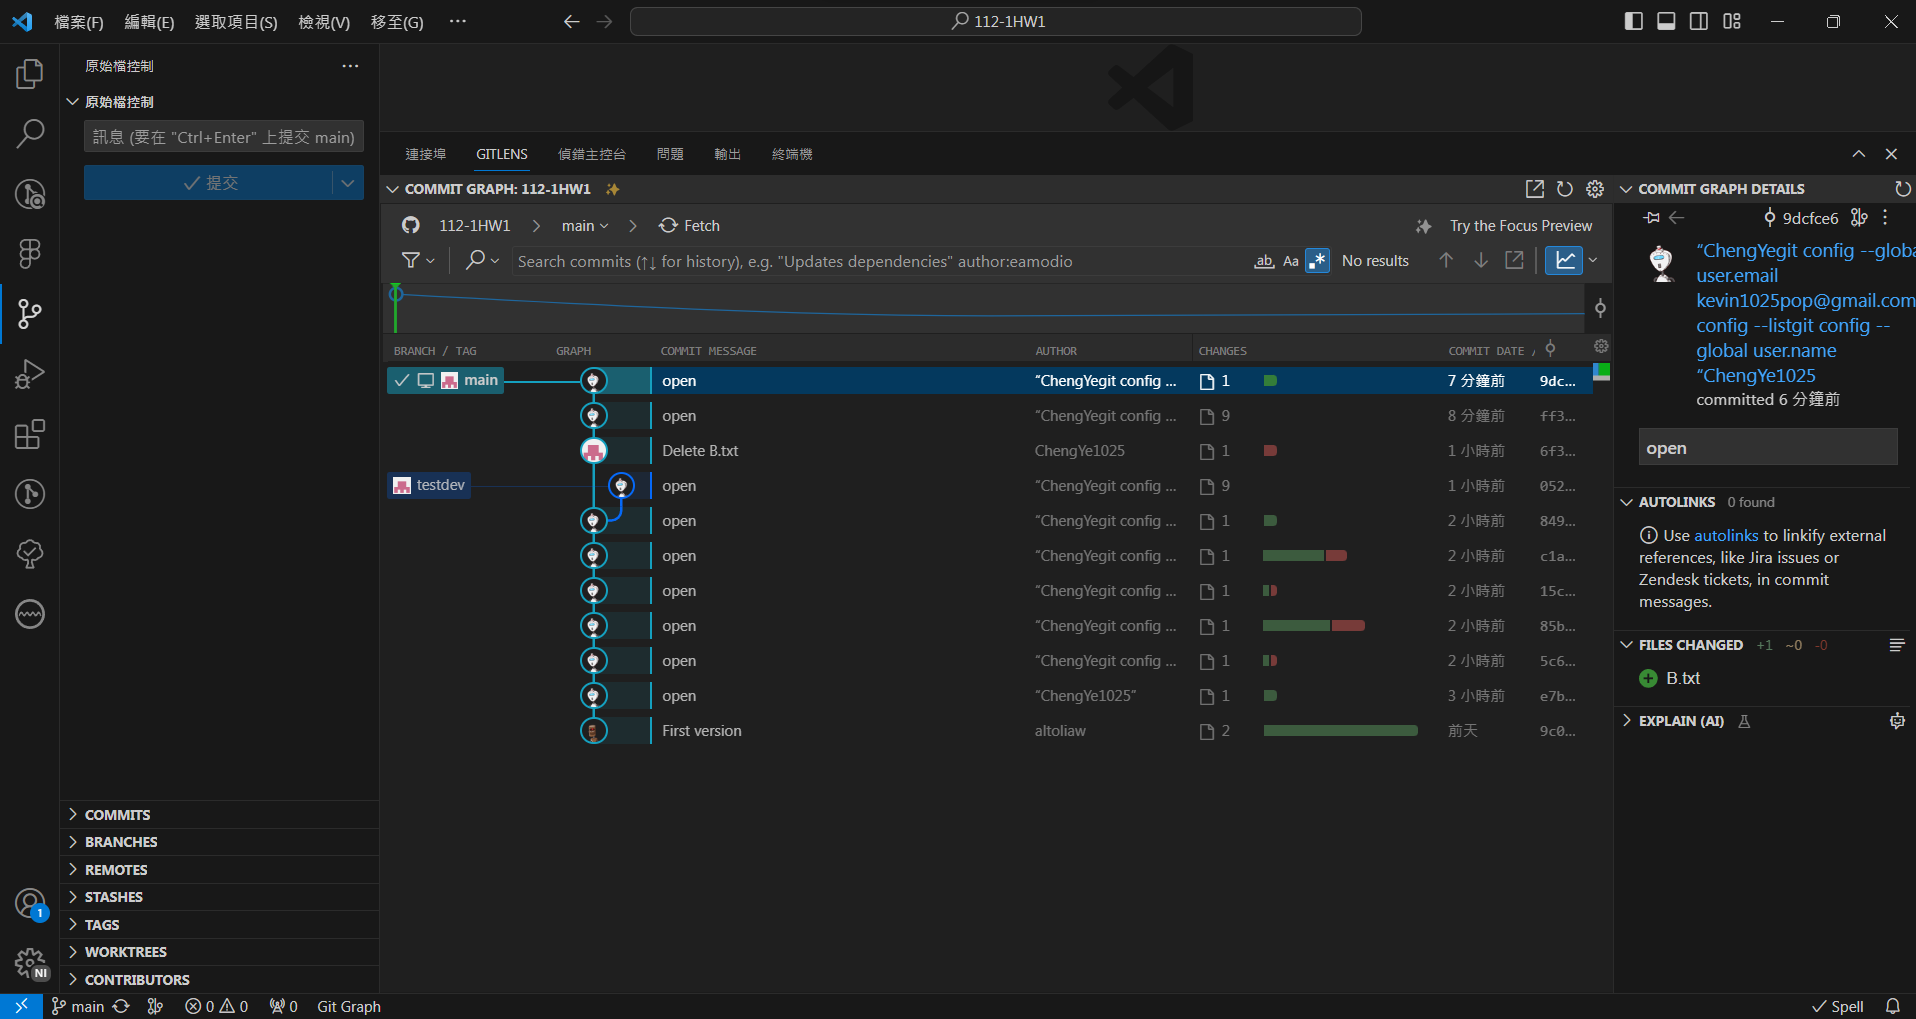 檔案(F) 編輯(E) 選取項目(S) 檢視(V) 移至(G) ··· 112-1HW1
原始檔控制
原始檔控制
訊息 (要在 "Ctrl+Enter" 上提交 main)
提交
COMMITS
BRANCHES
REMOTES
STASHES
TAGS
WORKTREES
CONTRIBUTORS
1
NI
連接埠 GITLENS 偵錯主控台 問題 輸出 終端機
COMMIT GRAPH: 112-1HW1
112-1HW1 main Fetch Try the Focus Preview
Search commits (↑↓ for history), e.g. "Updates dependencies" author:eamodio ab Aa .* No results
BRANCH / TAG GRAPH COMMIT MESSAGE AUTHOR CHANGES COMMIT DATE /
main open “ChengYegit config ... 1 7 分鐘前 9dc...
open “ChengYegit config ... 9 8 分鐘前 ff3...
Delete B.txt ChengYe1025 1 1 小時前 6f3...
testdev open “ChengYegit config ... 9 1 小時前 052...
open “ChengYegit config ... 1 2 小時前 849...
open “ChengYegit config ... 1 2 小時前 c1a...
open “ChengYegit config ... 1 2 小時前 15c...
open “ChengYegit config ... 1 2 小時前 85b...
open “ChengYegit config ... 1 2 小時前 5c6...
open “ChengYe1025” 1 3 小時前 e7b...
First version altoliaw 2 前天 9c0...
COMMIT GRAPH DETAILS
9dcfce6
“ChengYegit config --globa
user.email
kevin1025pop@gmail.com
config --listgit config --
global user.name
“ChengYe1025
committed 6 分鐘前
open
AUTOLINKS 0 found
Use autolinks to linkify external
references, like Jira issues or
Zendesk tickets, in commit
messages.
FILES CHANGED +1 ~0 -0
B.txt
EXPLAIN (AI)
main 0 0 0 Git Graph Spell